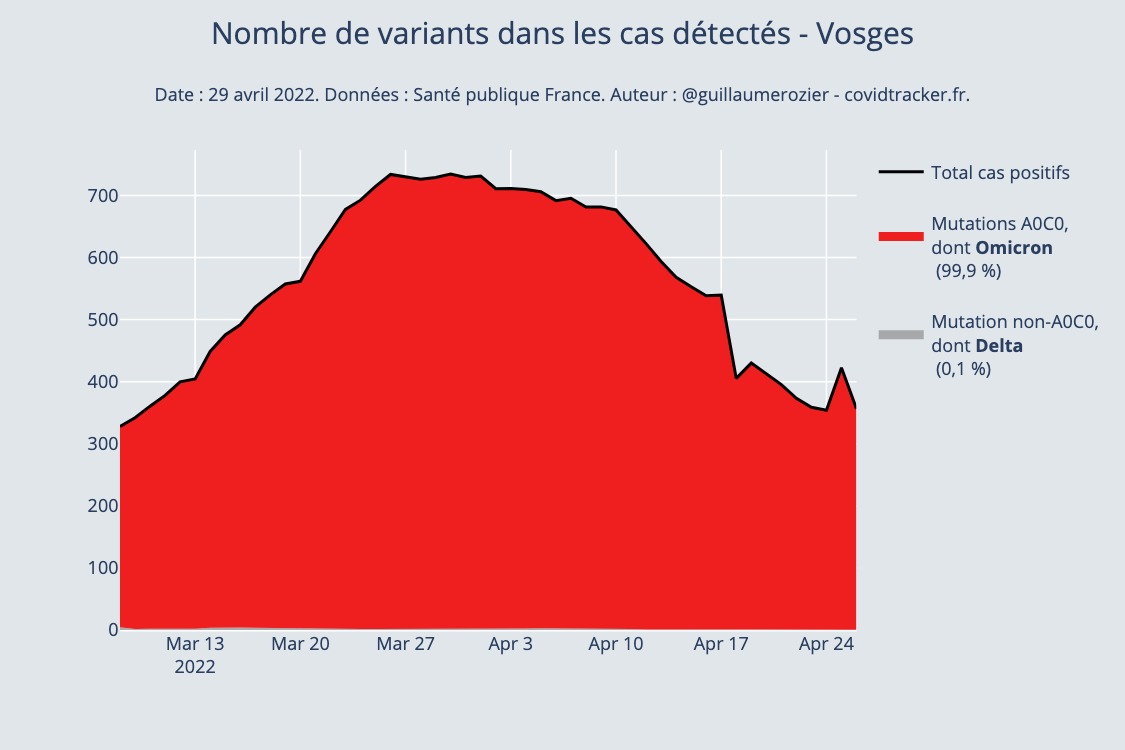 Nombre de variants dans les cas détectés - Vosges
Date : 29 avril 2022. Données : Santé publique France. Auteur : @guillaumerozier - covidtracker.fr.
Total cas positifs
Mutations A0C0,
dont Omicron
(99,9 %)
Mutation non-A0C0,
dont Delta
(0,1 %)
700
600
500
400
300
200
100
0
Mar 13
2022
Mar 20
Mar 27
Apr 3
Apr 10
Apr 17
Apr 24